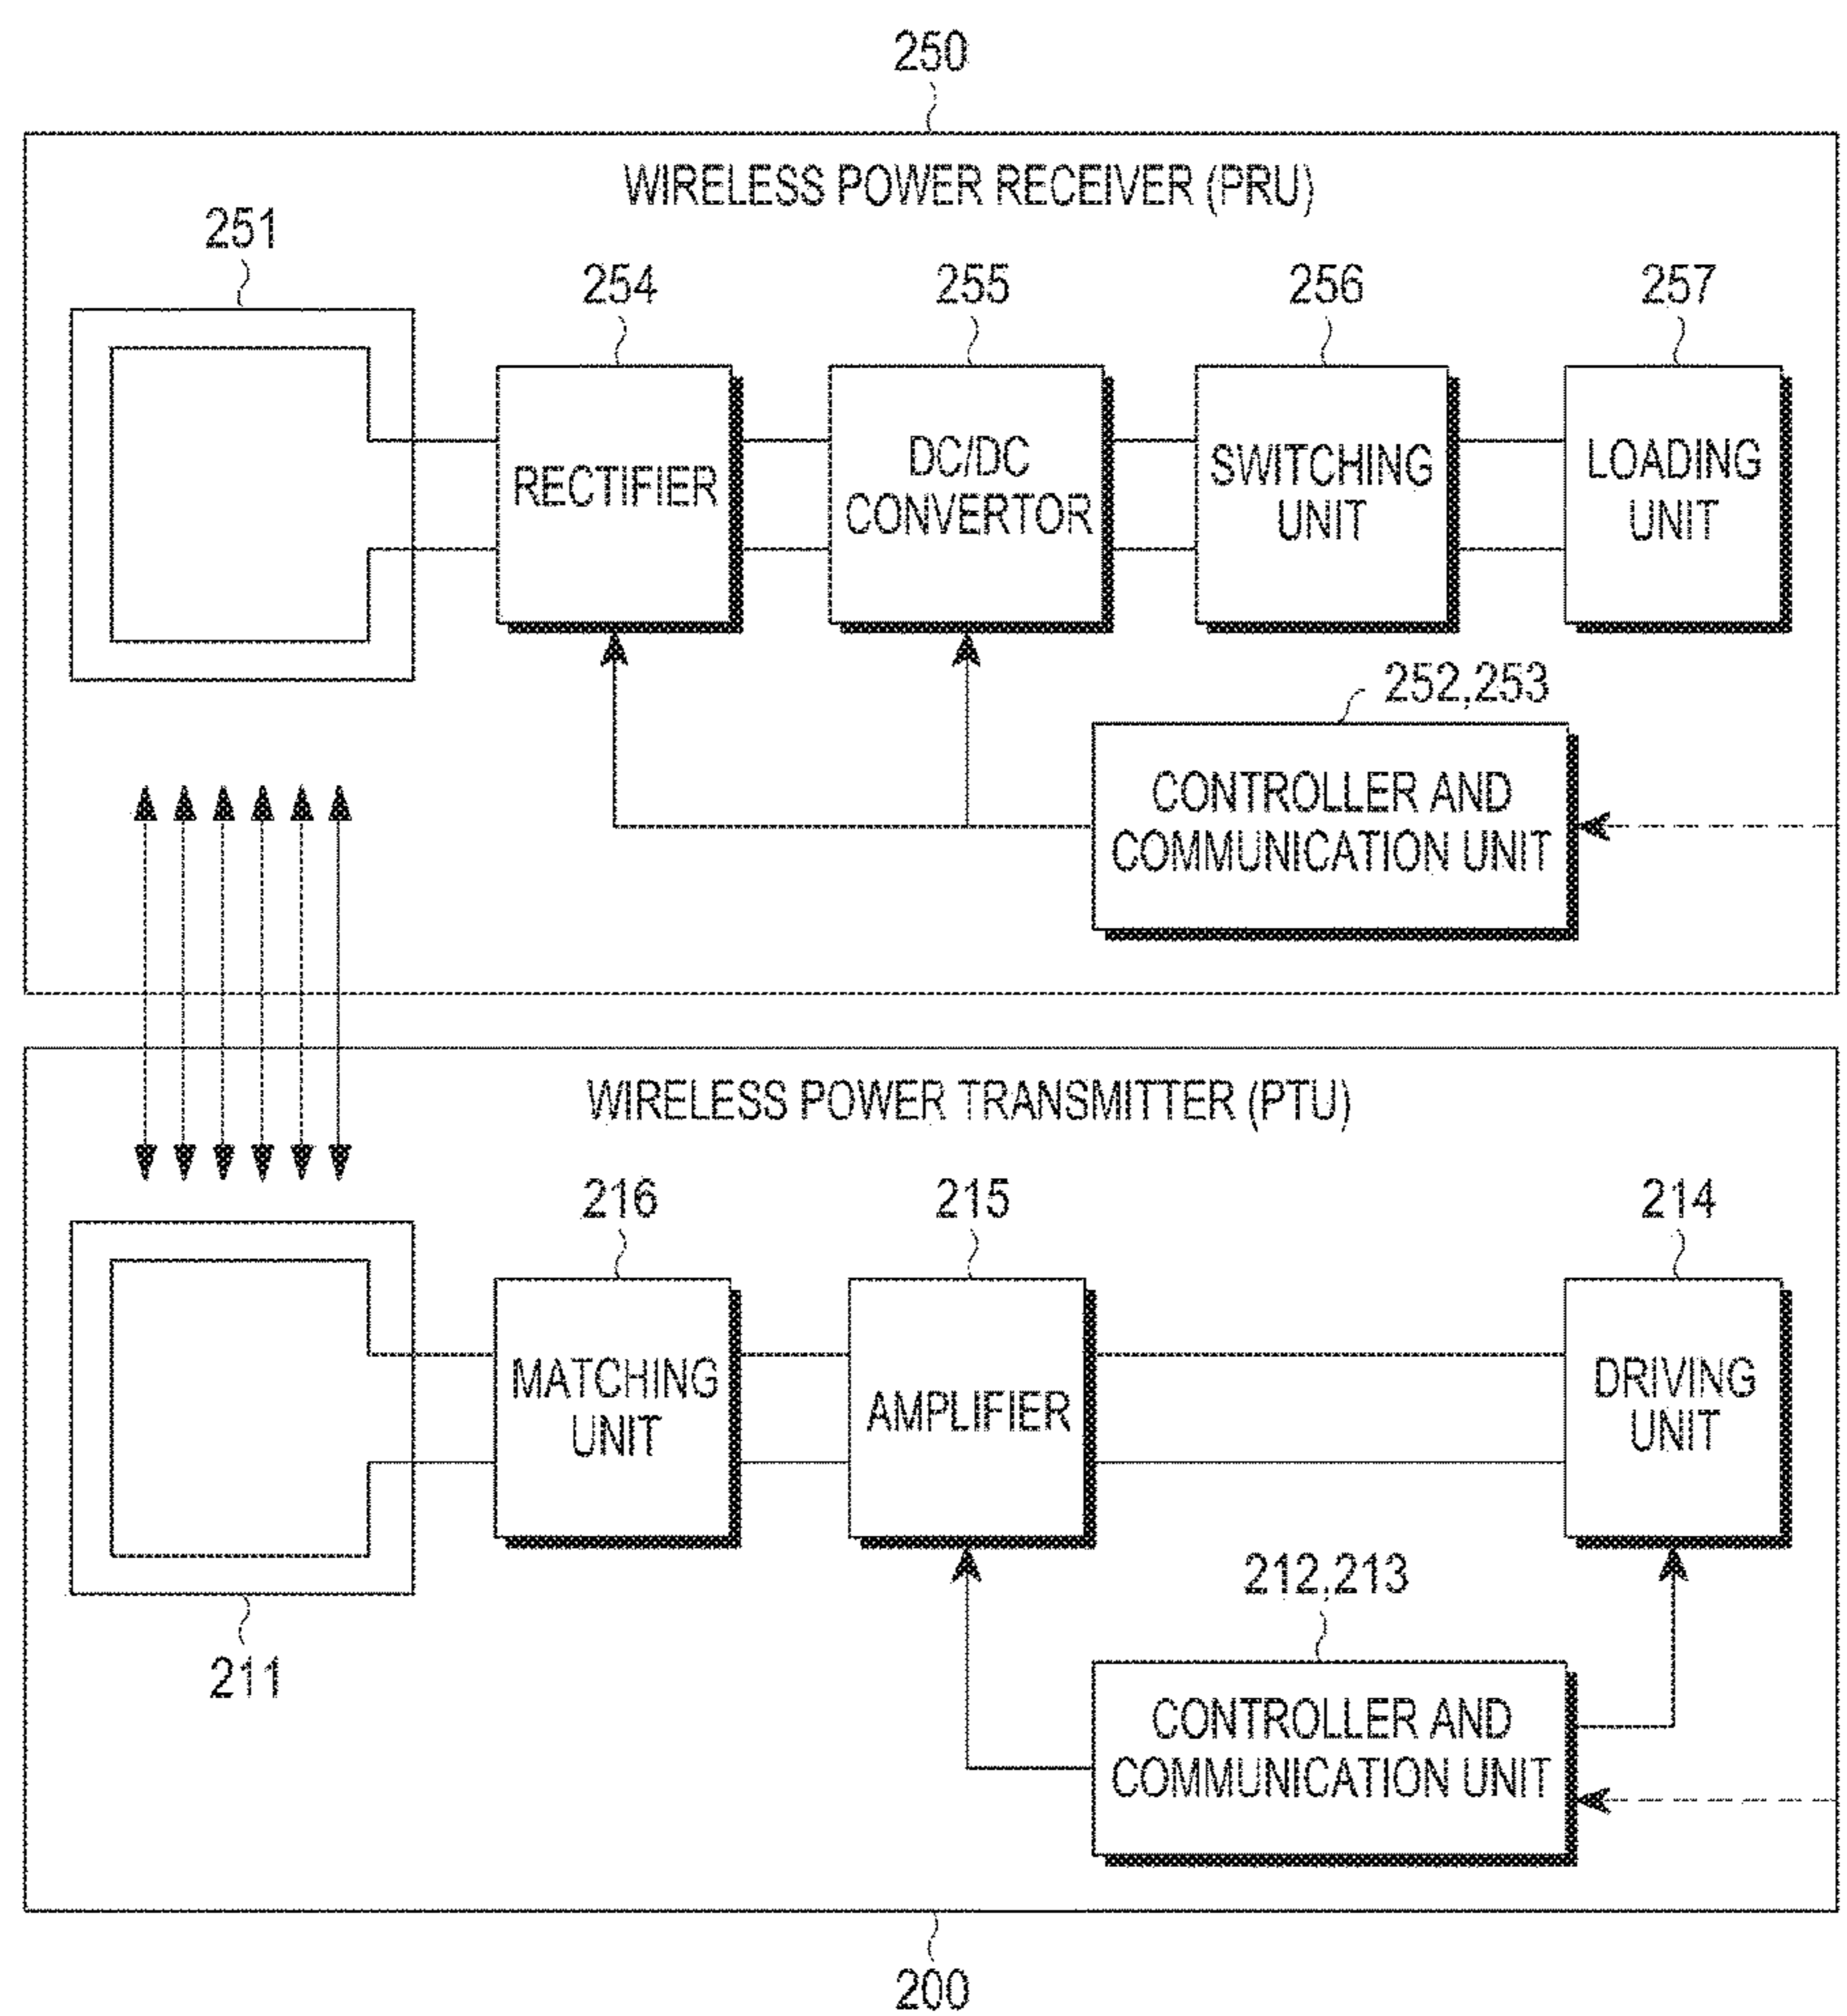 250
WIRELESS POWER RECEIVER (PRU)
251
254
255
256
257
RECTIFIER
DC/DC
CONVERTOR
SWITCHING
UNIT
LOADING
UNIT
252,253
CONTROLLER AND
COMMUNICATION UNIT
WIRELESS POWER TRANSMITTER (PTU)
216
215
214
MATCHING
UNIT
AMPLIFIER
DRIVING
UNIT
212,213
211
CONTROLLER AND
COMMUNICATION UNIT
200